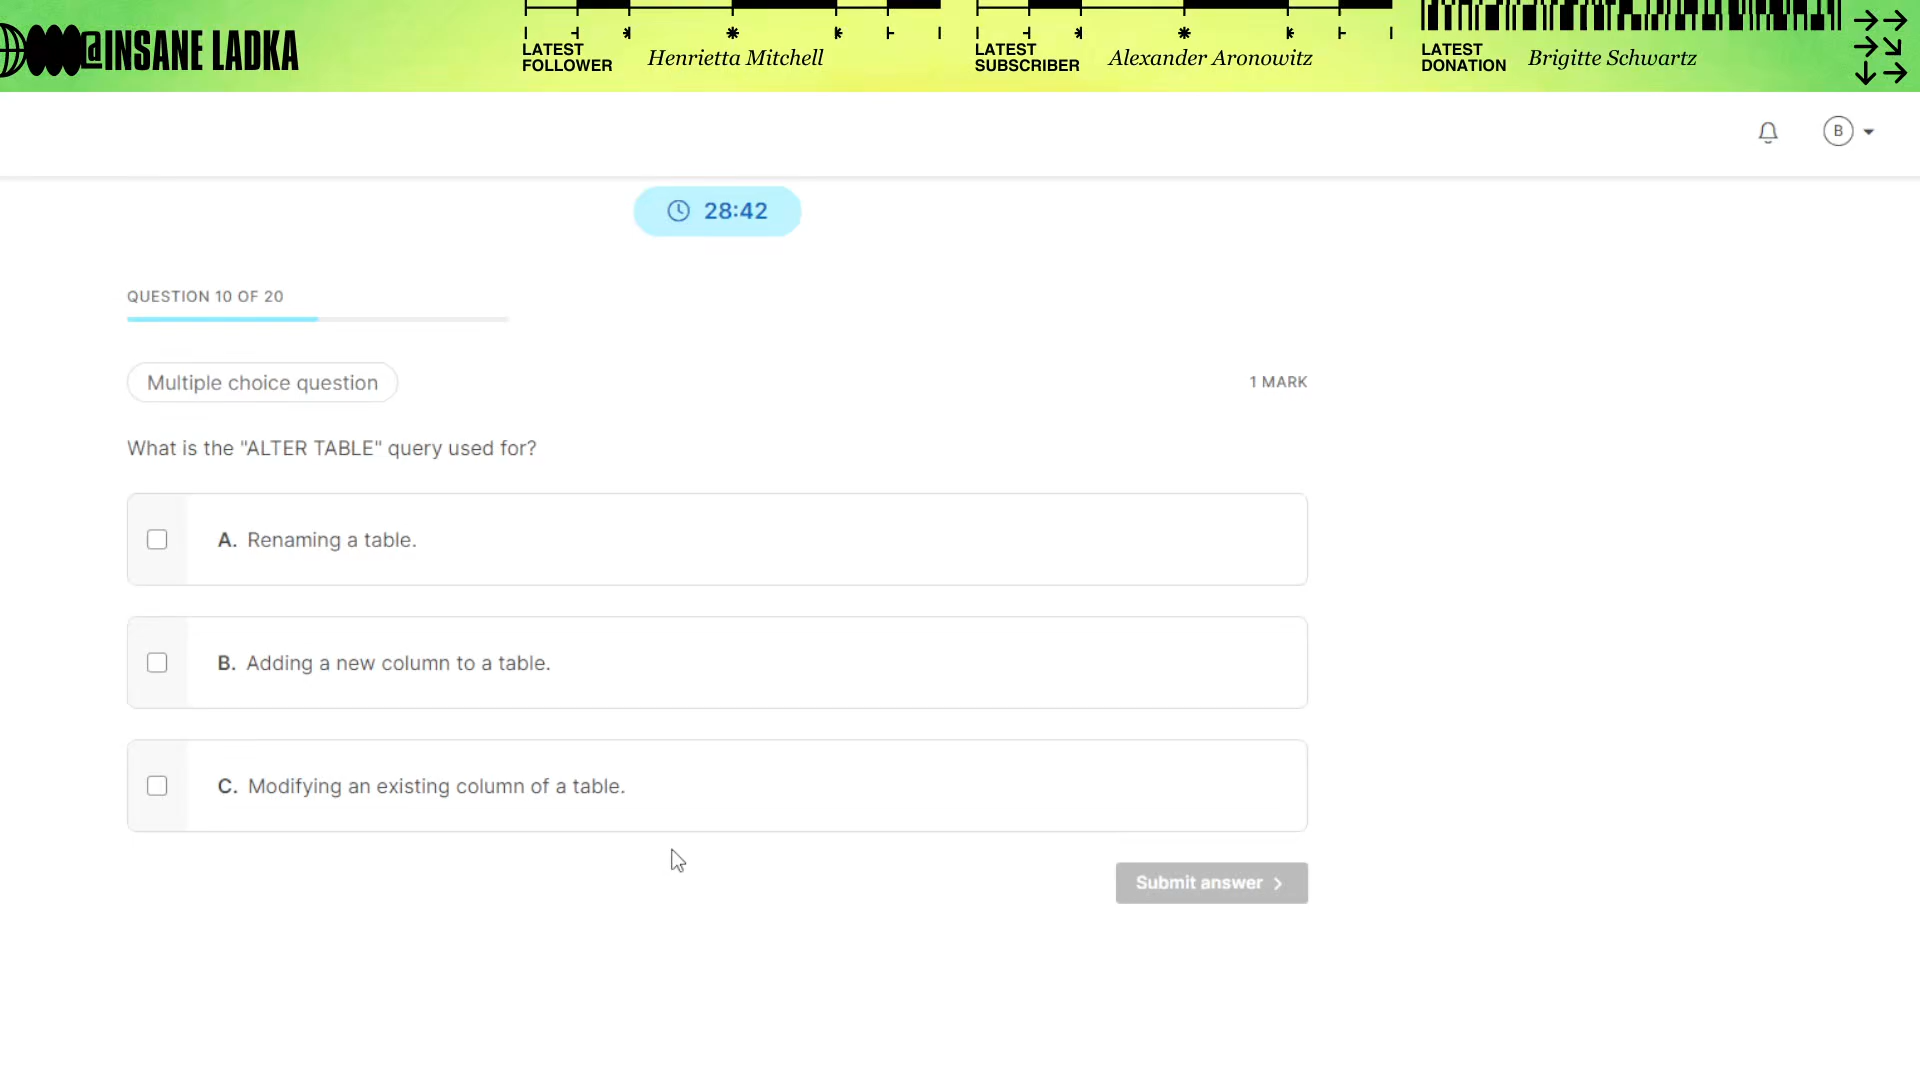 @INSANE LADKA
LATEST
FOLLOWER
Henrietta Mitchell
LATEST
SUBSCRIBER
Alexander Aronowitz
LATEST
DONATION
Brigitte Schwartz
B
28:42
QUESTION 10 OF 20
Multiple choice question
1 MARK
What is the "ALTER TABLE" query used for?
A. Renaming a table.
B. Adding a new column to a table.
C. Modifying an existing column of a table.
Submit answer